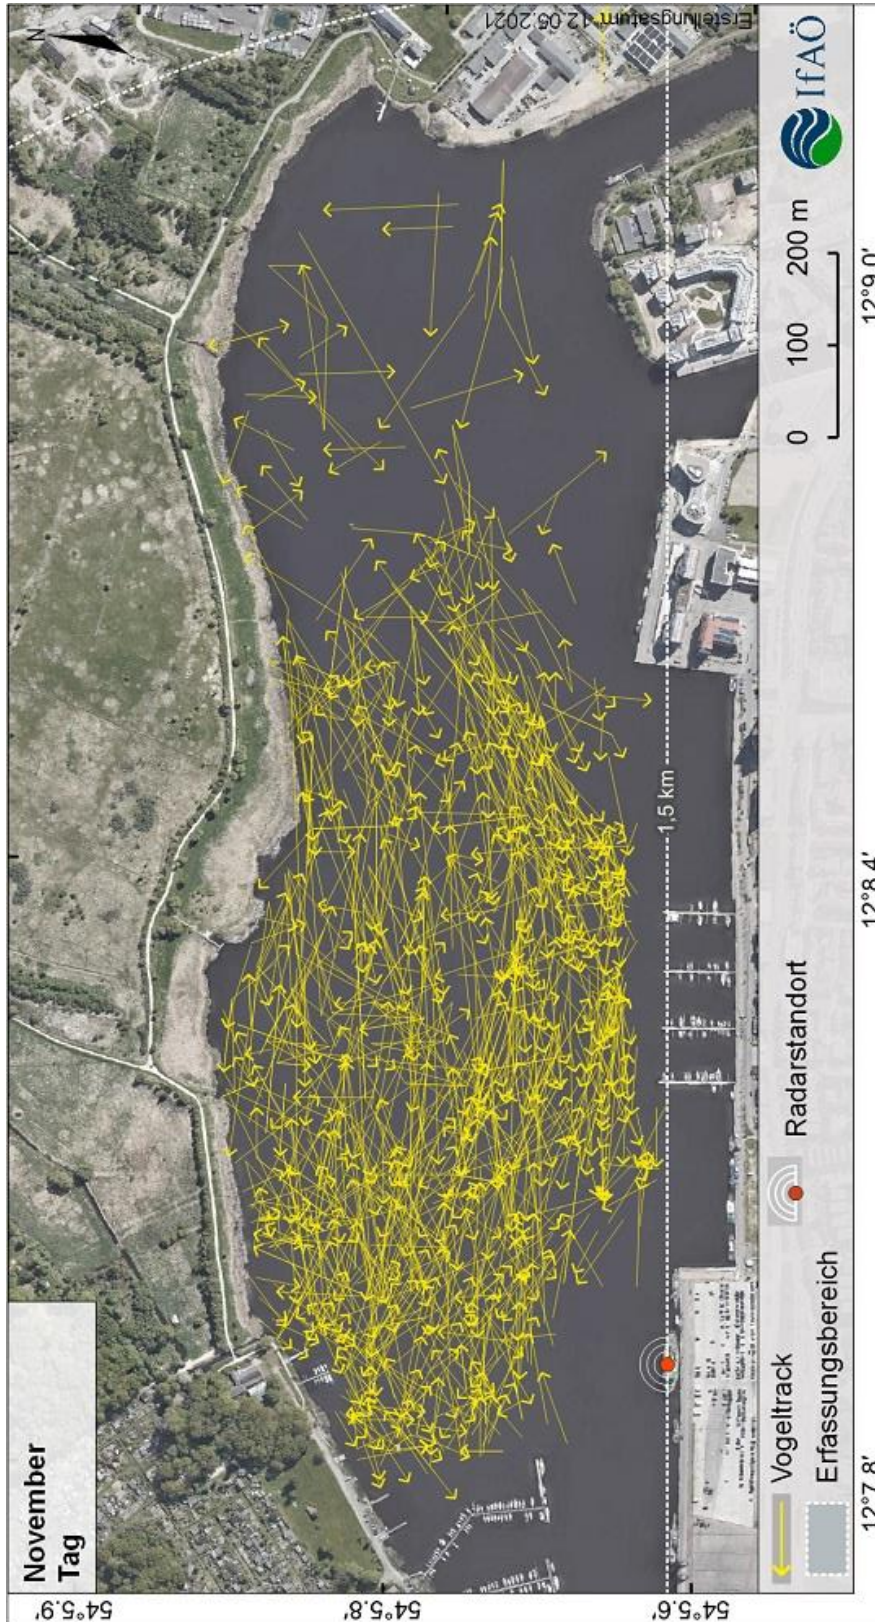 November
Tag
N
Erstellungsatum: 12.05.2021
1,5 km
Vogeltrack
Radarstandort
Erfassungsbereich
0 100 200 m
IfAÖ
54°5.9'
54°5.8'
54°5.6'
12°7.8'
12°8.4'
12°9.0'